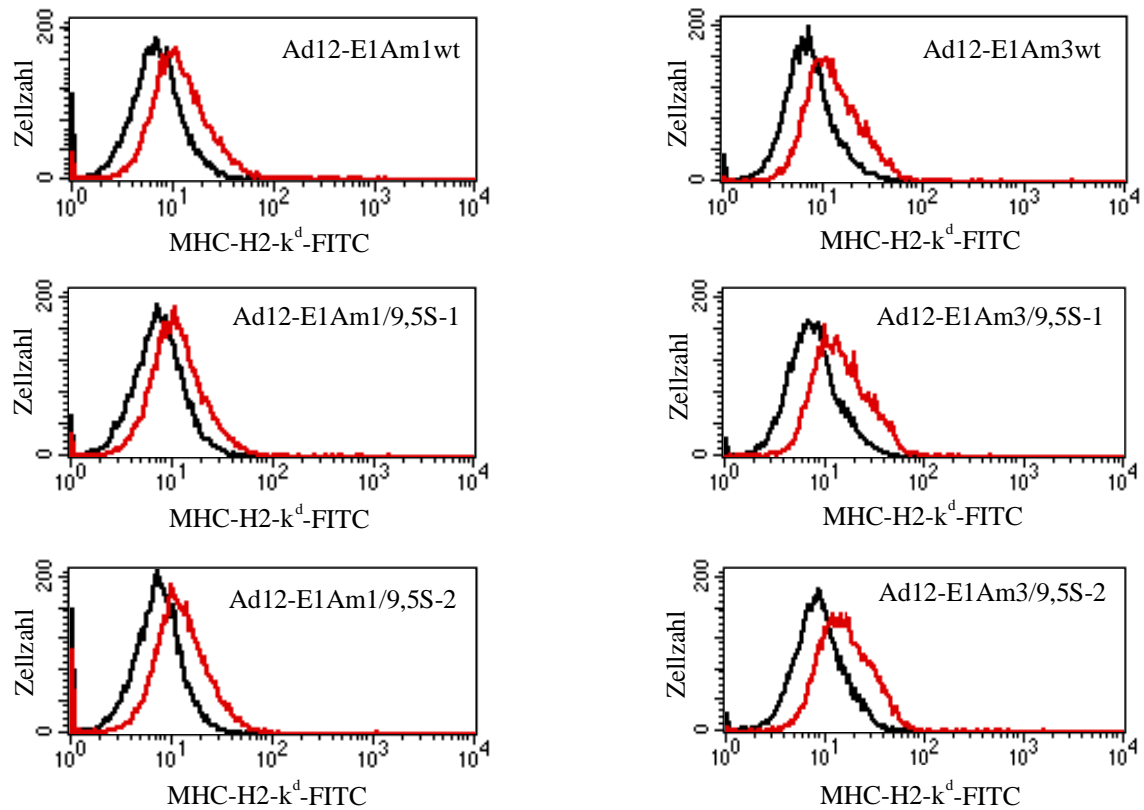 200
Ad12-E1Am1wt
Zellzahl
0
10^0 10^1 10^2 10^3 10^4
MHC-H2-k^d-FITC
200
Ad12-E1Am3wt
Zellzahl
0
10^0 10^1 10^2 10^3 10^4
MHC-H2-k^d-FITC
200
Ad12-E1Am1/9,5S-1
Zellzahl
0
10^0 10^1 10^2 10^3 10^4
MHC-H2-k^d-FITC
200
Ad12-E1Am3/9,5S-1
Zellzahl
0
10^0 10^1 10^2 10^3 10^4
MHC-H2-k^d-FITC
200
Ad12-E1Am1/9,5S-2
Zellzahl
0
10^0 10^1 10^2 10^3 10^4
MHC-H2-k^d-FITC
200
Ad12-E1Am3/9,5S-2
Zellzahl
0
10^0 10^1 10^2 10^3 10^4
MHC-H2-k^d-FITC